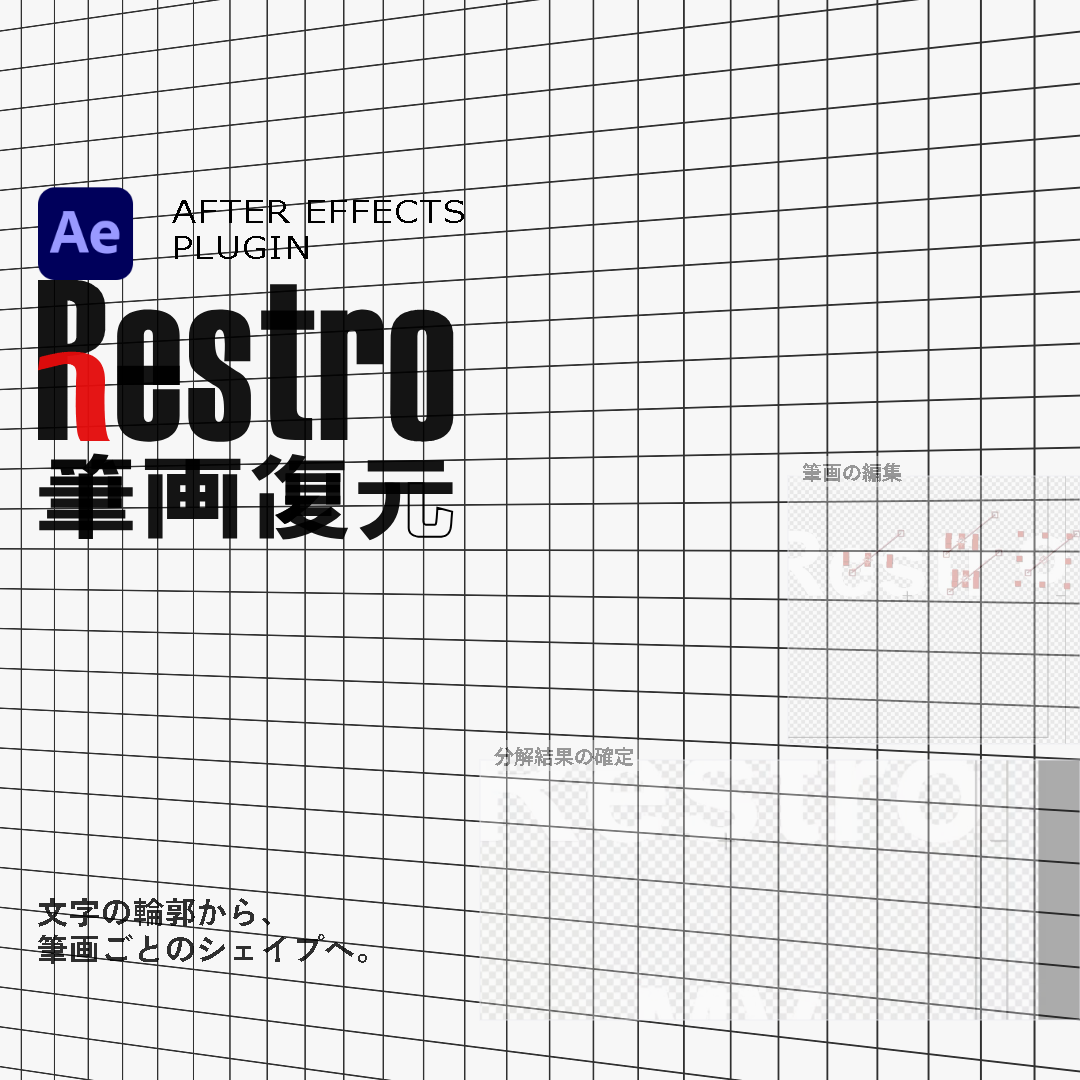 Ae
AFTER EFFECTS
PLUGIN
Restro
筆画復元
筆画の編集
分解結果の確定
Restro
文字の輪郭から、
筆画ごとのシェイプへ。